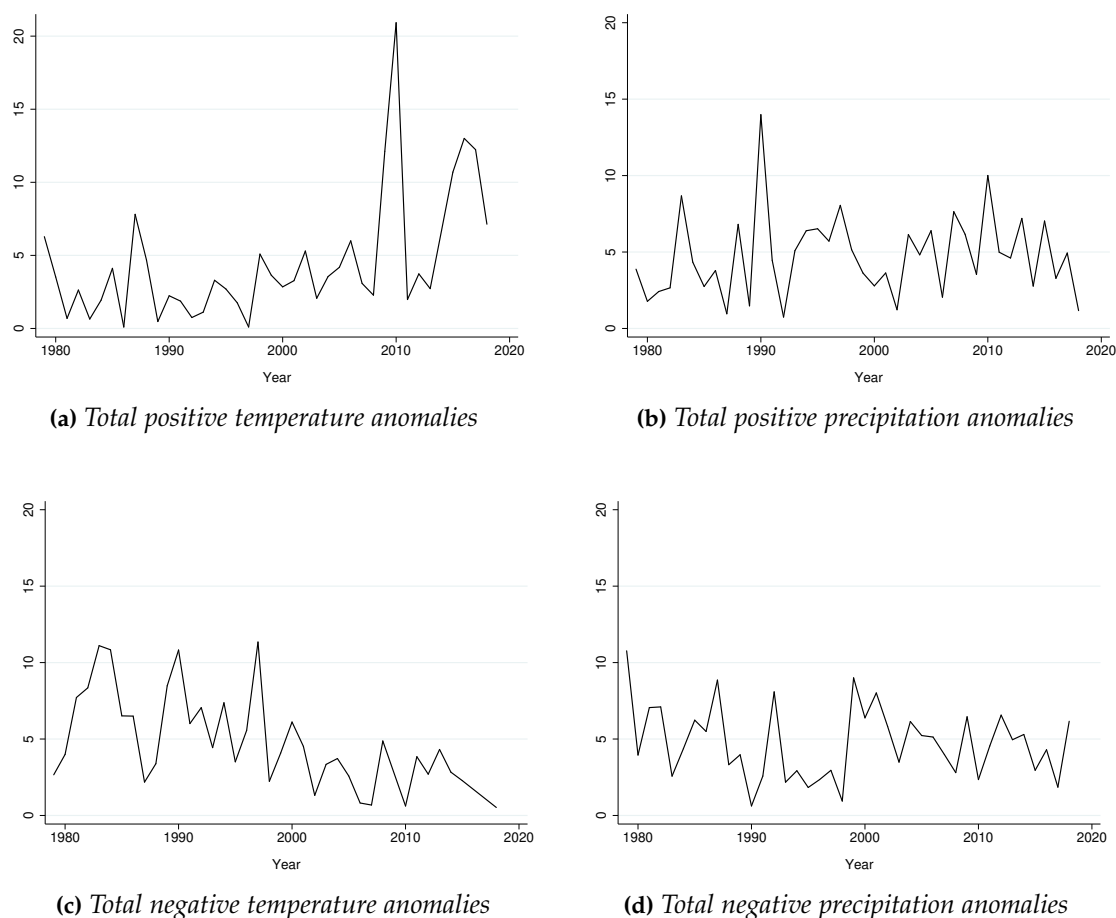 20
15
10
5
0
1980 1990 2000 2010 2020
Year
(a) Total positive temperature anomalies
20
15
10
5
0
1980 1990 2000 2010 2020
Year
(b) Total positive precipitation anomalies
20
15
10
5
0
1980 1990 2000 2010 2020
Year
(c) Total negative temperature anomalies
20
15
10
5
0
1980 1990 2000 2010 2020
Year
(d) Total negative precipitation anomalies